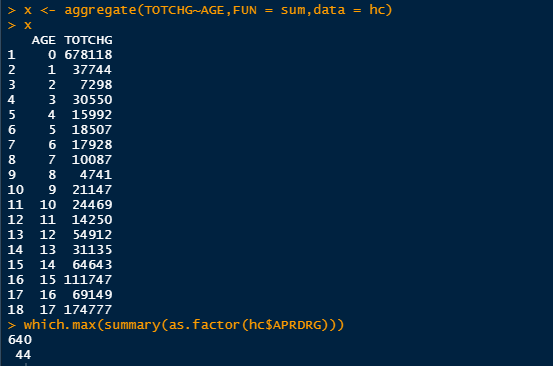 > x <- aggregate(TOTCHG~AGE,FUN = sum,data = hc)
> x
   AGE TOTCHG
1    0 678118
2    1  37744
3    2   7298
4    3  30550
5    4  15992
6    5  18507
7    6  17928
8    7  10087
9    8   4741
10   9  21147
11  10  24469
12  11  14250
13  12  54912
14  13  31135
15  14  64643
16  15 111747
17  16  69149
18  17 174777
> which.max(summary(as.factor(hc$APRDRG)))
640
 44